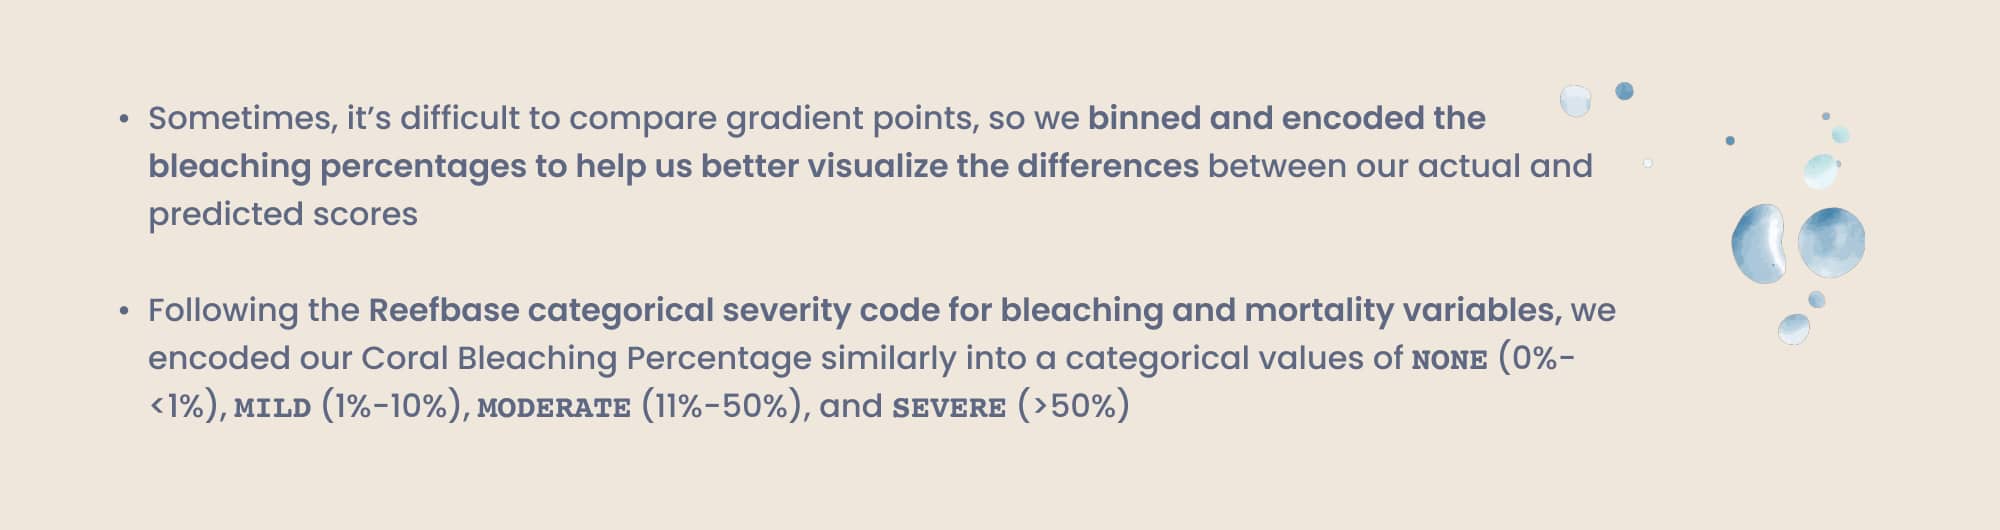 • Sometimes, it’s difficult to compare gradient points, so we binned and encoded the
bleaching percentages to help us better visualize the differences between our actual and
predicted scores
• Following the Reefbase categorical severity code for bleaching and mortality variables, we
encoded our Coral Bleaching Percentage similarly into a categorical values of NONE (0%-
<1%), MILD (1%-10%), MODERATE (11%-50%), and SEVERE (>50%)